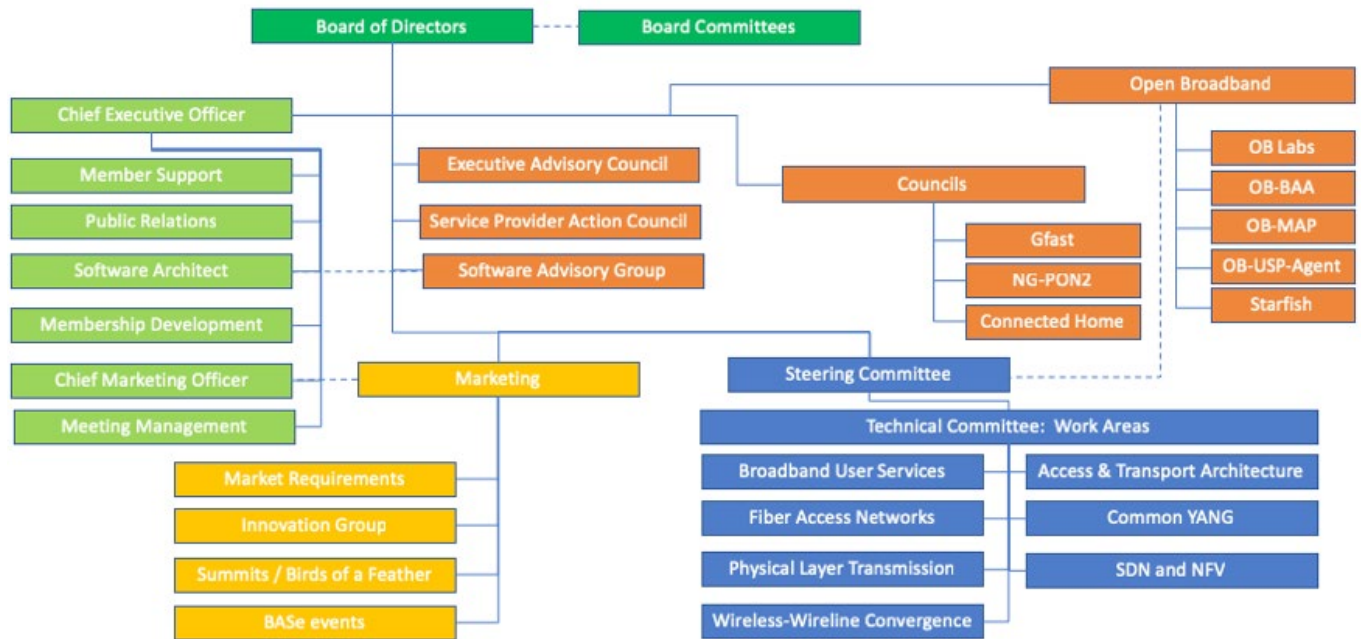 Board of Directors
Board Committees
Open Broadband
Chief Executive Officer
OB Labs
Executive Advisory Council
Member Support
Councils
OB-BAA
Public Relations
Service Provider Action Council
OB-MAP
Gfast
Software Architect
Software Advisory Group
OB-USP-Agent
NG-PON2
Starfish
Membership Development
Connected Home
Chief Marketing Officer
Marketing
Steering Committee
Meeting Management
Technical Committee: Work Areas
Market Requirements
Broadband User Services
Access & Transport Architecture
Innovation Group
Fiber Access Networks
Common YANG
Summits / Birds of a Feather
Physical Layer Transmission
SDN and NFV
BASe events
Wireless-Wireline Convergence